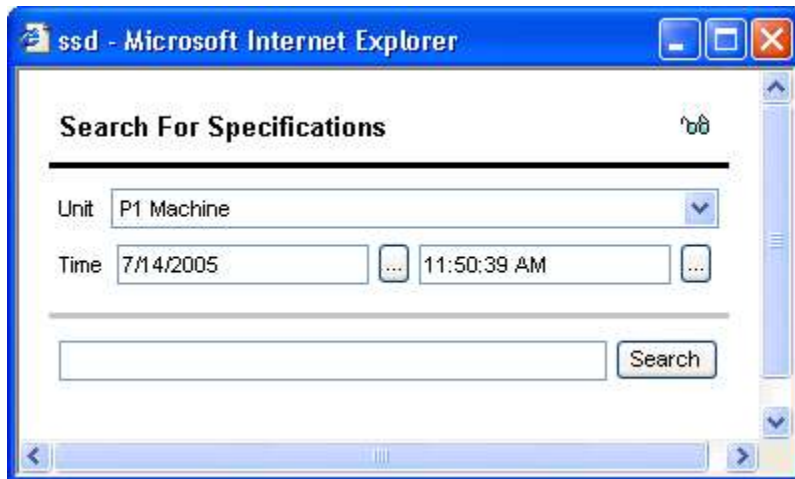 ssd - Microsoft Internet Explorer
Search For Specifications
Unit P1 Machine
Time 7/14/2005 ... 11:50:39 AM ...
Search